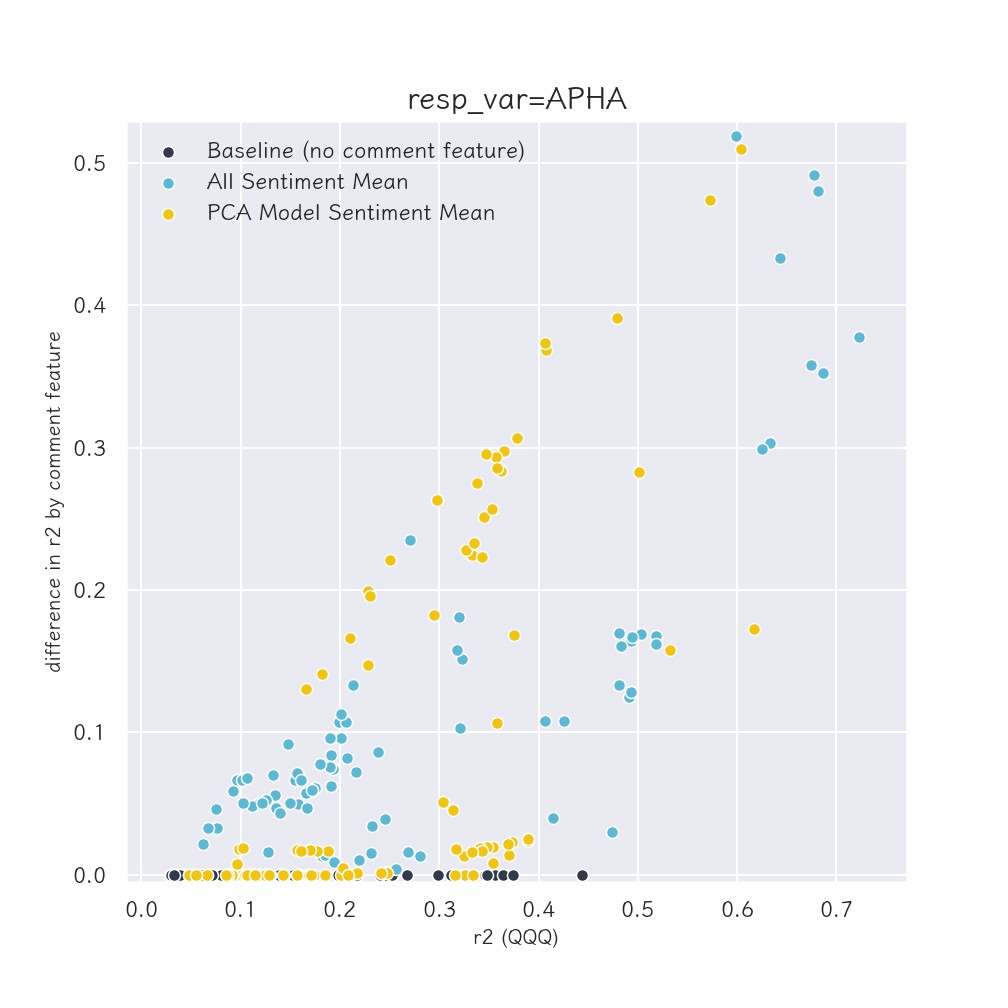 resp_var=APHA
Baseline (no comment feature)
All Sentiment Mean
PCA Model Sentiment Mean
difference in r2 by comment feature
0.5
0.4
0.3
0.2
0.1
0.0
0.0 0.1 0.2 0.3 0.4 0.5 0.6 0.7
r2 (QQQ)